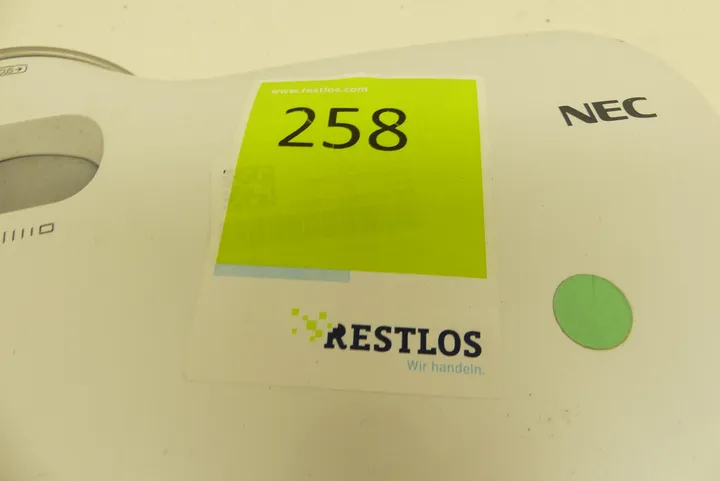 www.restlos.com
258
NEC
RESTLOS
Wir handeln.